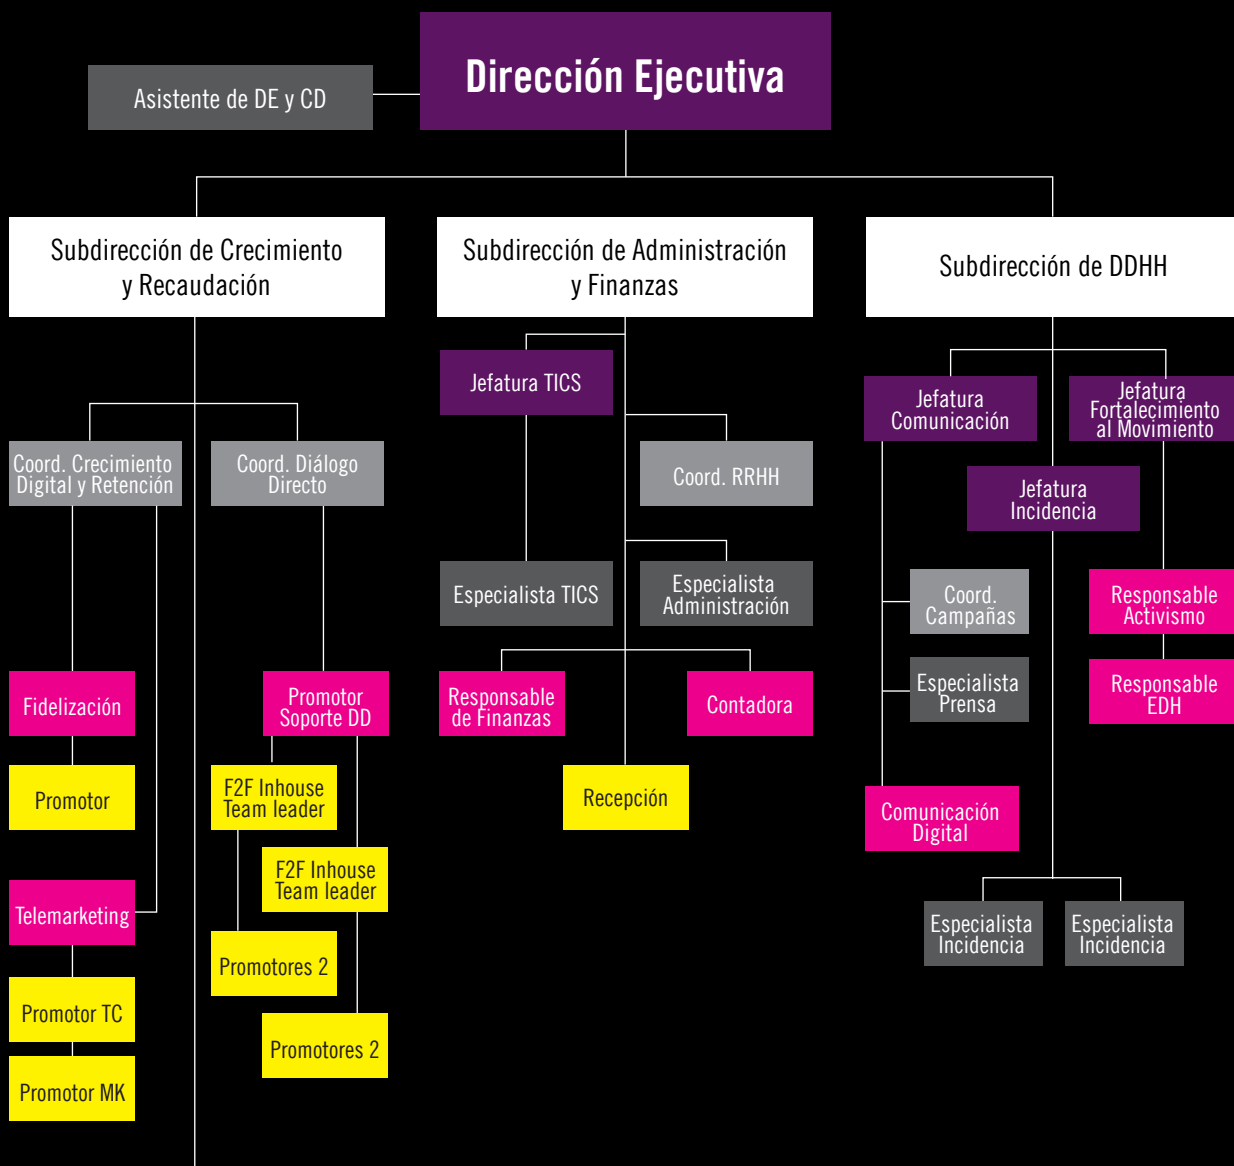 Dirección Ejecutiva
Asistente de DE y CD
Subdirección de Crecimiento
y Recaudación
Subdirección de Administración
y Finanzas
Subdirección de DDHH
Coord. Crecimiento
Digital y Retención
Coord. Diálogo
Directo
Fidelización
Promotor
Telemarketing
Promotor TC
Promotor MK
Promotor
Soporte DD
F2F Inhouse
Team leader
F2F Inhouse
Team leader
Promotores 2
Promotores 2
Jefatura TICS
Coord. RRHH
Especialista TICS
Especialista
Administración
Responsable
de Finanzas
Contadora
Recepción
Jefatura
Comunicación
Jefatura
Fortalecimiento
al Movimiento
Jefatura
Incidencia
Coord.
Campañas
Especialista
Prensa
Comunicación
Digital
Responsable
Activismo
Responsable
EDH
Especialista
Incidencia
Especialista
Incidencia